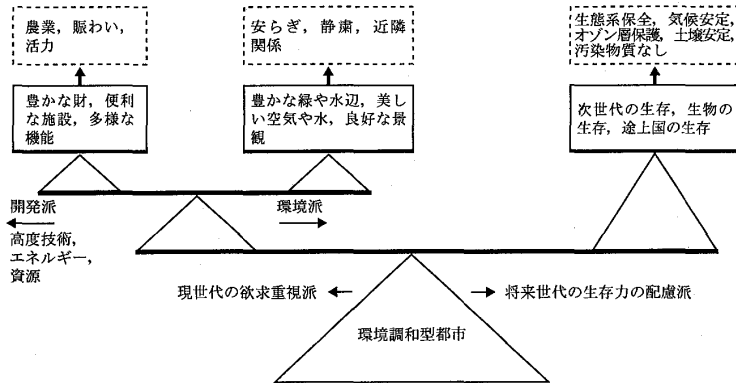 農業，賑わい，
活力
安らぎ，静粛，近隣
関係
生態系保全，気候安定，
オゾン層保護，土壌安定，
汚染物質なし
豊かな財，便利
な施設，多様な
機能
豊かな緑や水辺，美し
い空気や水，良好な景
観
次世代の生存，生物の
生存，途上国の生存
開発派
環境派
高度技術，
エネルギー，
資源
現世代の欲求重視派
将来世代の生存力の配慮派
環境調和型都市